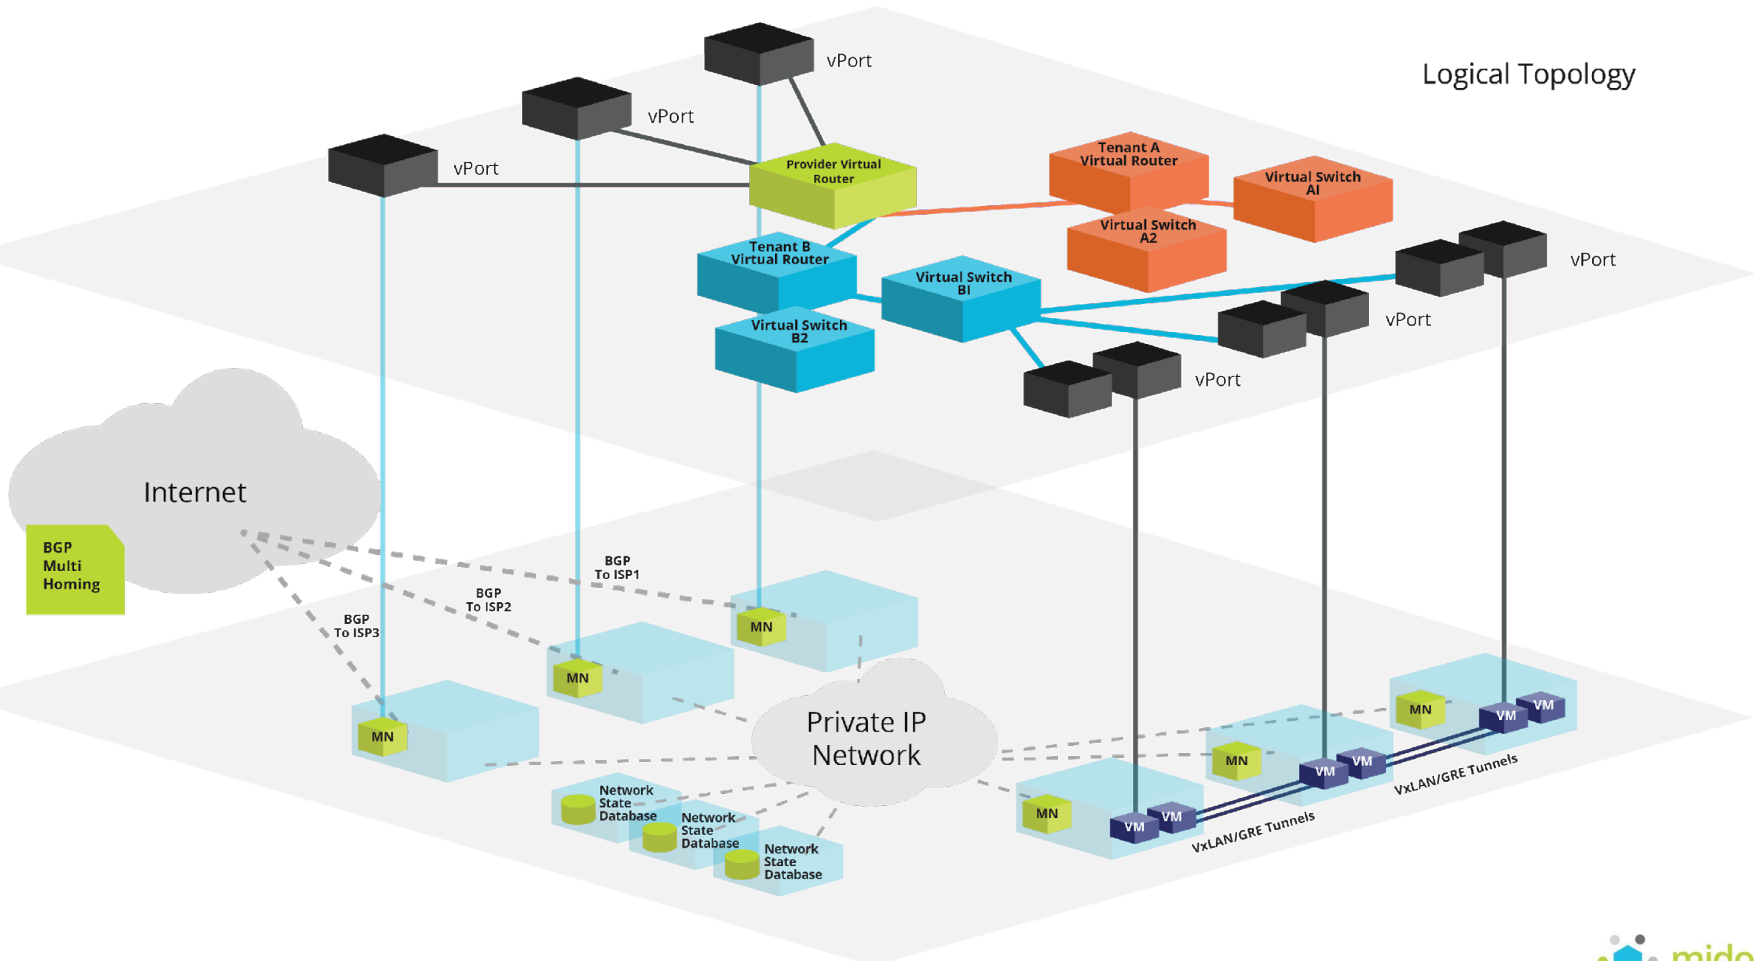 vPort
Logical Topology
vPort
vPort
Provider Virtual
Router
Tenant A
Virtual Router
Virtual Switch
AI
Virtual Switch
A2
Tenant B
Virtual Router
Virtual Switch
BI
Virtual Switch
B2
vPort
vPort
vPort
Internet
BGP
Multi
Homing
BGP
To ISP1
BGP
To ISP2
BGP
To ISP3
MN
MN
MN
Private IP
Network
MN
VM
VM
MN
VM
VM
MN
VM
VM
VxLAN/GRE Tunnels
VxLAN/GRE Tunnels
Network
State
Database
Network
State
Database
Network
State
Database
mido